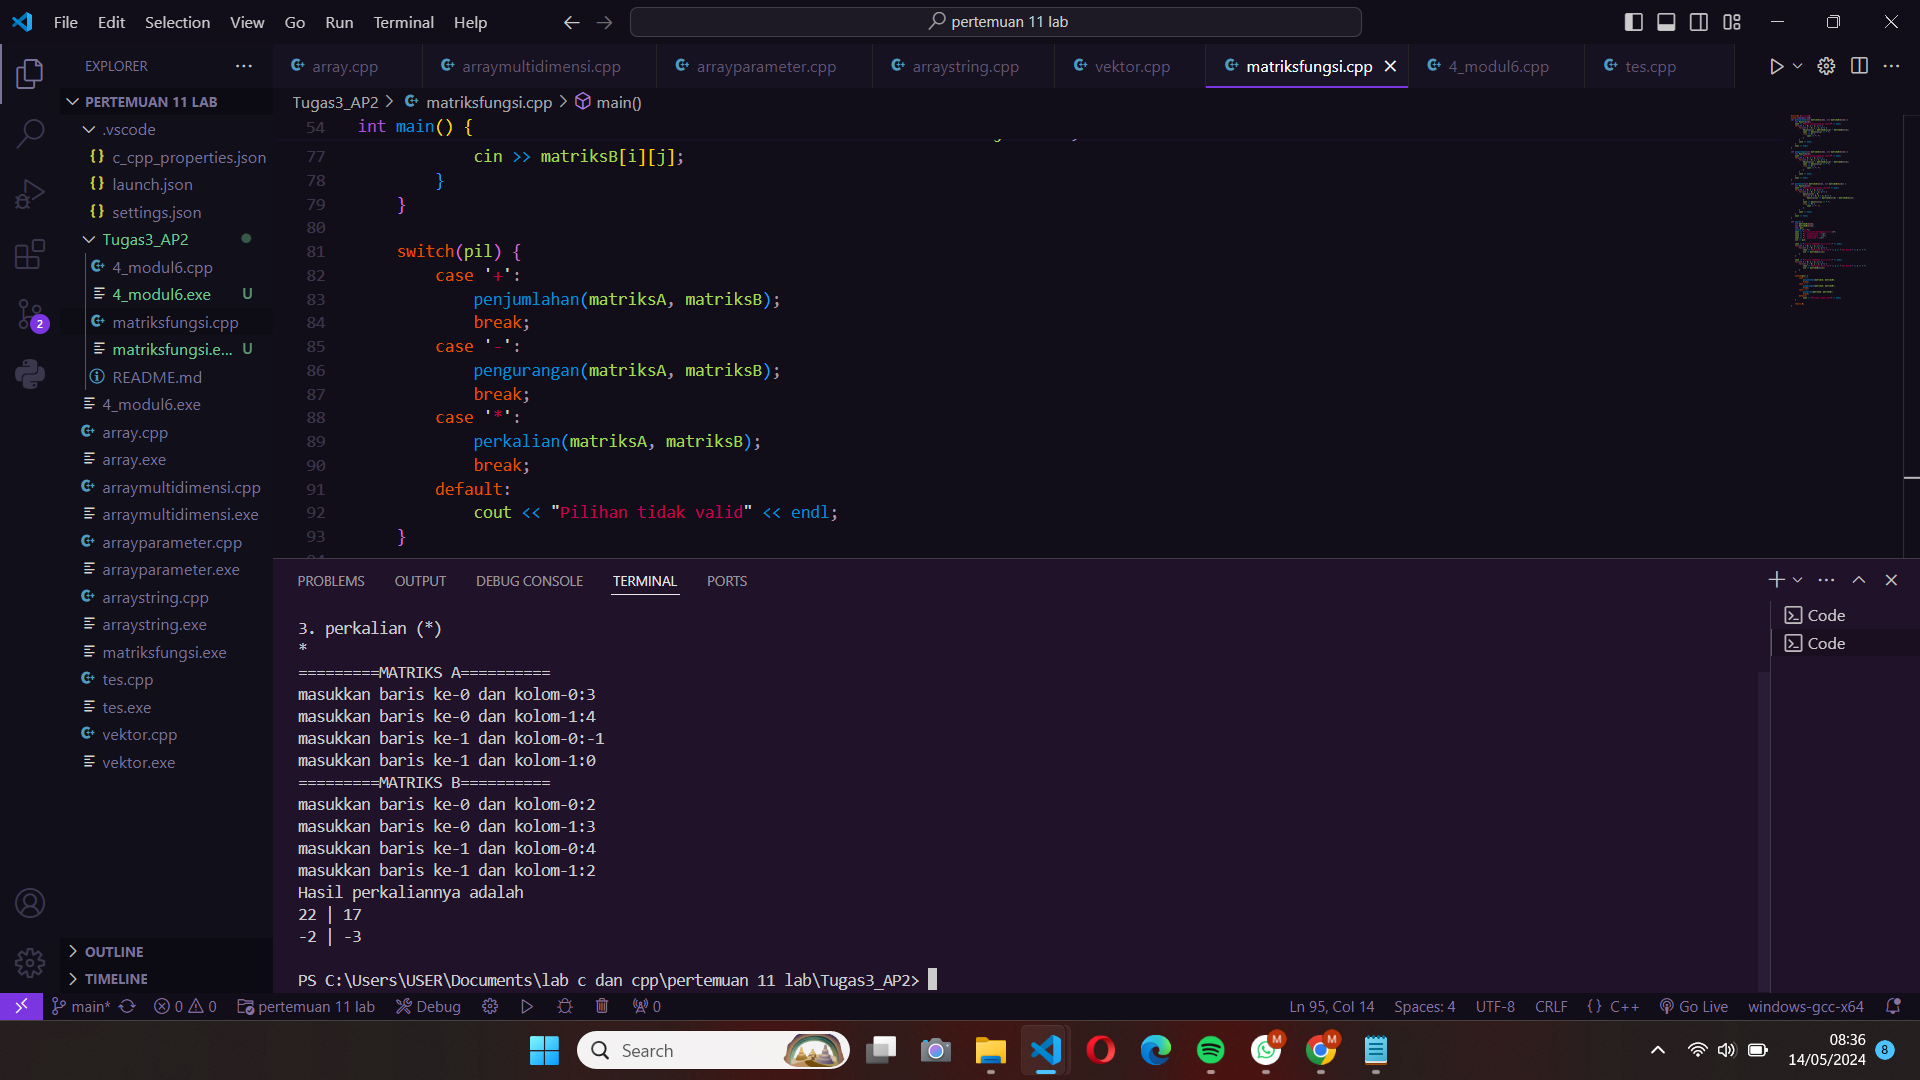 File Edit Selection View Go Run Terminal Help
pertemuan 11 lab
EXPLORER
PERTEMUAN 11 LAB
.vscode
{} c_cpp_properties.json
{} launch.json
{} settings.json
Tugas3_AP2
4_modul6.cpp
4_modul6.exe U
matriksfungsi.cpp
matriksfungsi.e... U
README.md
4_modul6.exe
array.cpp
array.exe
arraymultidimensi.cpp
arraymultidimensi.exe
arrayparameter.cpp
arrayparameter.exe
arraystring.cpp
arraystring.exe
matriksfungsi.exe
tes.cpp
tes.exe
vektor.cpp
vektor.exe
OUTLINE
TIMELINE
2
array.cpp arraymultidimensi.cpp arrayparameter.cpp arraystring.cpp vektor.cpp matriksfungsi.cpp 4_modul6.cpp tes.cpp
Tugas3_AP2 > matriksfungsi.cpp > main()
54 int main() {
77 cin >> matriksB[i][j];
78 }
79 }
80
81 switch(pil) {
82 case '+':
83 penjumlahan(matriksA, matriksB);
84 break;
85 case '-':
86 pengurangan(matriksA, matriksB);
87 break;
88 case '*':
89 perkalian(matriksA, matriksB);
90 break;
91 default:
92 cout << "Pilihan tidak valid" << endl;
93 }
PROBLEMS OUTPUT DEBUG CONSOLE TERMINAL PORTS
Code
Code
3. perkalian (*)
*
=========MATRIKS A==========
masukkan baris ke-0 dan kolom-0:3
masukkan baris ke-0 dan kolom-1:4
masukkan baris ke-1 dan kolom-0:-1
masukkan baris ke-1 dan kolom-1:0
=========MATRIKS B==========
masukkan baris ke-0 dan kolom-0:2
masukkan baris ke-0 dan kolom-1:3
masukkan baris ke-1 dan kolom-0:4
masukkan baris ke-1 dan kolom-1:2
Hasil perkaliannya adalah
22 | 17
-2 | -3
PS C:\Users\USER\Documents\lab c dan cpp\pertemuan 11 lab\Tugas3_AP2>
main* 0 0 pertemuan 11 lab Debug 0 Ln 95, Col 14 Spaces: 4 UTF-8 CRLF {} C++ Go Live windows-gcc-x64
Search
M
M
08:36
14/05/2024
8